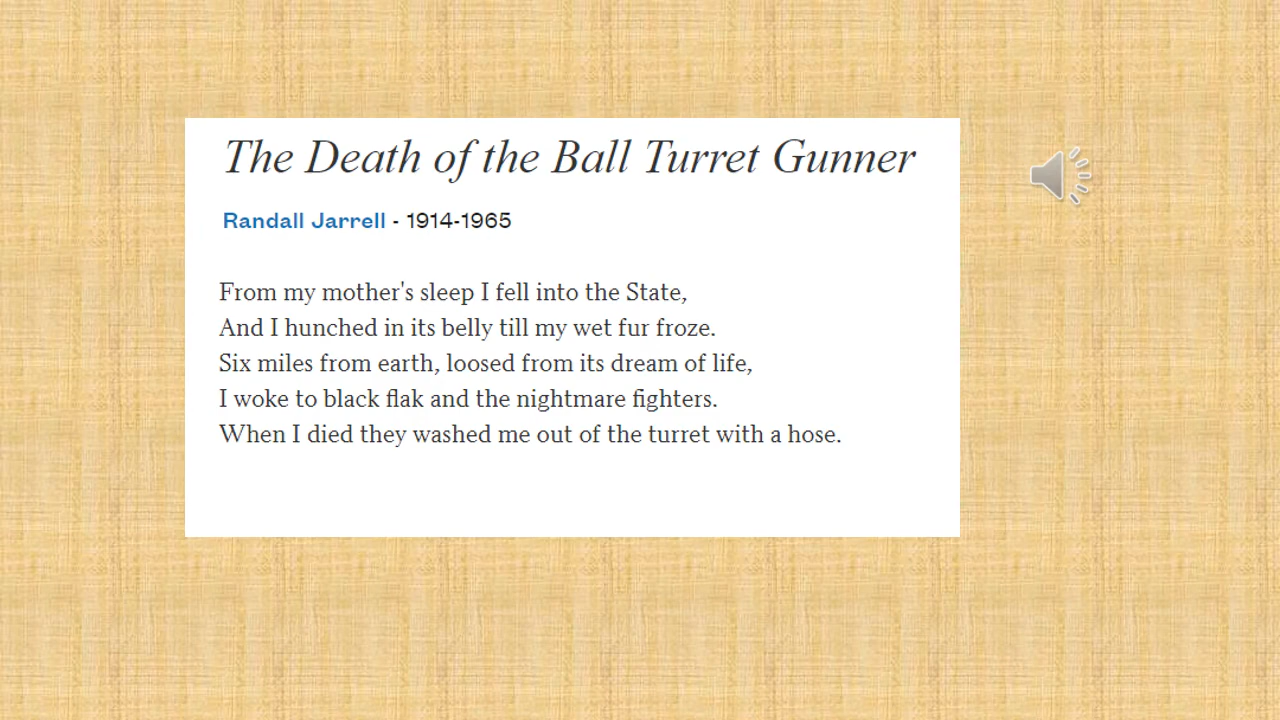 The Death of the Ball Turret Gunner
Randall Jarrell - 1914-1965
From my mother's sleep I fell into the State,
And I hunched in its belly till my wet fur froze.
Six miles from earth, loosed from its dream of life,
I woke to black flak and the nightmare fighters.
When I died they washed me out of the turret with a hose.